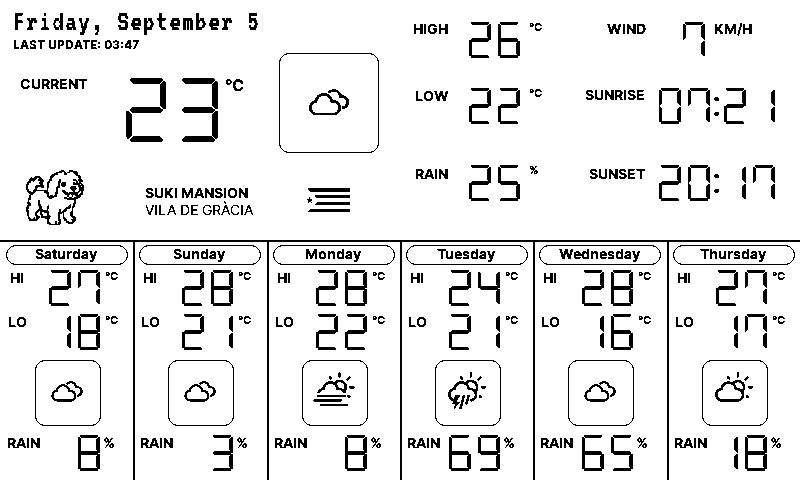 Friday, September 5
LAST UPDATE: 03:47
CURRENT 23 °C
SUKI MANSION
VILA DE GRÀCIA
HIGH 26 °C
LOW 22 °C
RAIN 25 %
WIND 7 KM/H
SUNRISE 07:21
SUNSET 20:17
Saturday
HI 27 °C
LO 18 °C
RAIN 8 %
Sunday
HI 28 °C
LO 21 °C
RAIN 3 %
Monday
HI 28 °C
LO 22 °C
RAIN 8 %
Tuesday
HI 24 °C
LO 21 °C
RAIN 69 %
Wednesday
HI 28 °C
LO 16 °C
RAIN 65 %
Thursday
HI 27 °C
LO 17 °C
RAIN 18 %